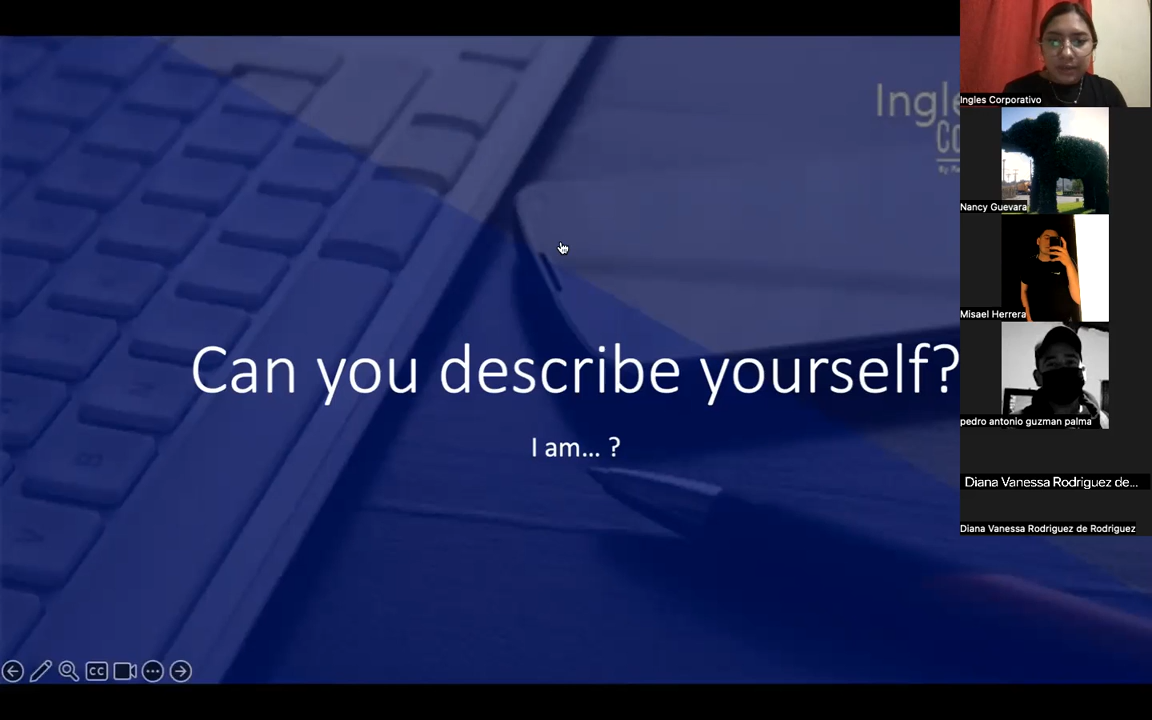 Can you describe yourself?
I am... ?
Ingles Corporativo
Nancy Guevara
Misael Herrera
pedro antonio guzman palma
Diana Vanessa Rodriguez de...
Diana Vanessa Rodriguez de Rodriguez
CC